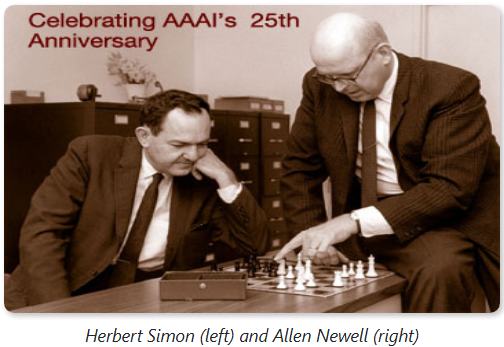 Celebrating AAAI's 25th
Anniversary
Herbert Simon (left) and Allen Newell (right)